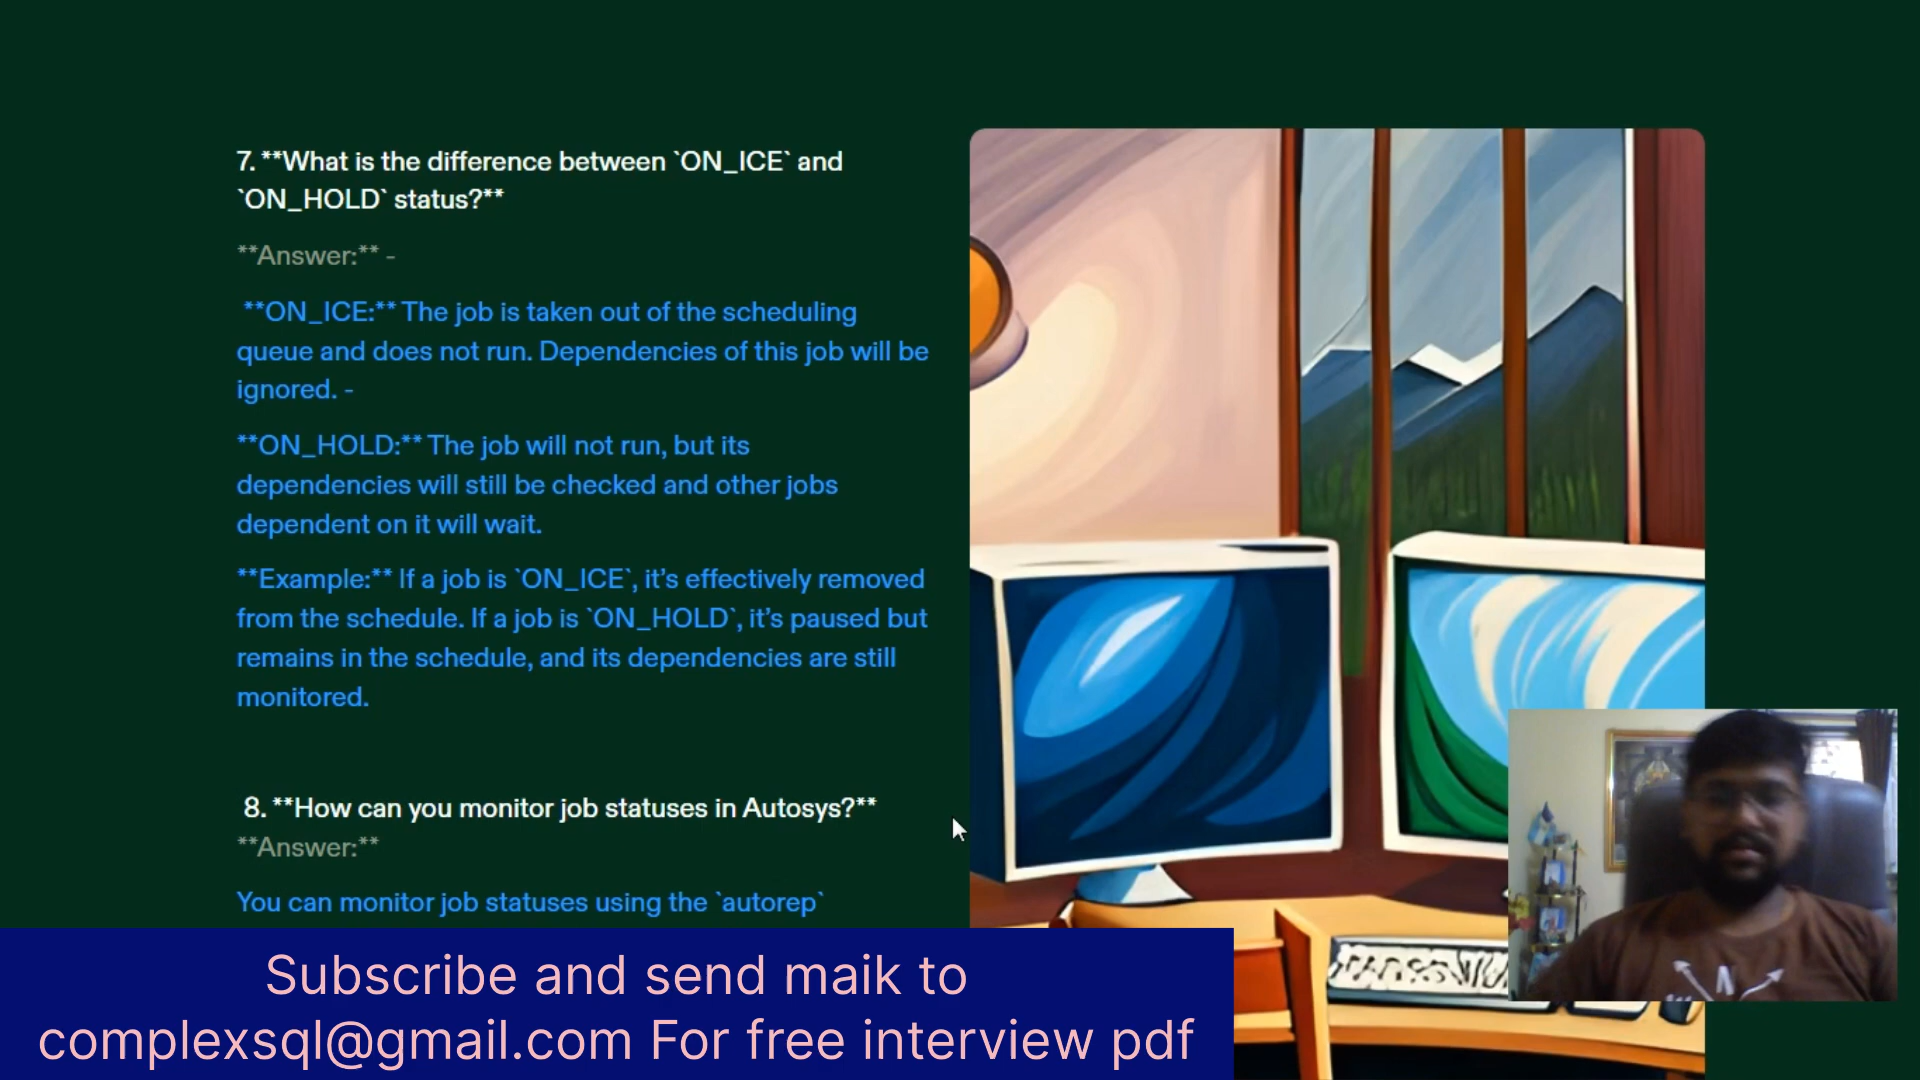 7. **What is the difference between `ON_ICE` and
`ON_HOLD` status?**
**Answer:** -
**ON_ICE:** The job is taken out of the scheduling
queue and does not run. Dependencies of this job will be
ignored. -
**ON_HOLD:** The job will not run, but its
dependencies will still be checked and other jobs
dependent on it will wait.
**Example:** If a job is `ON_ICE`, it’s effectively removed
from the schedule. If a job is `ON_HOLD`, it’s paused but
remains in the schedule, and its dependencies are still
monitored.
8. **How can you monitor job statuses in Autosys?**
**Answer:**
You can monitor job statuses using the `autorep`
Subscribe and send maik to
complexsql@gmail.com For free interview pdf